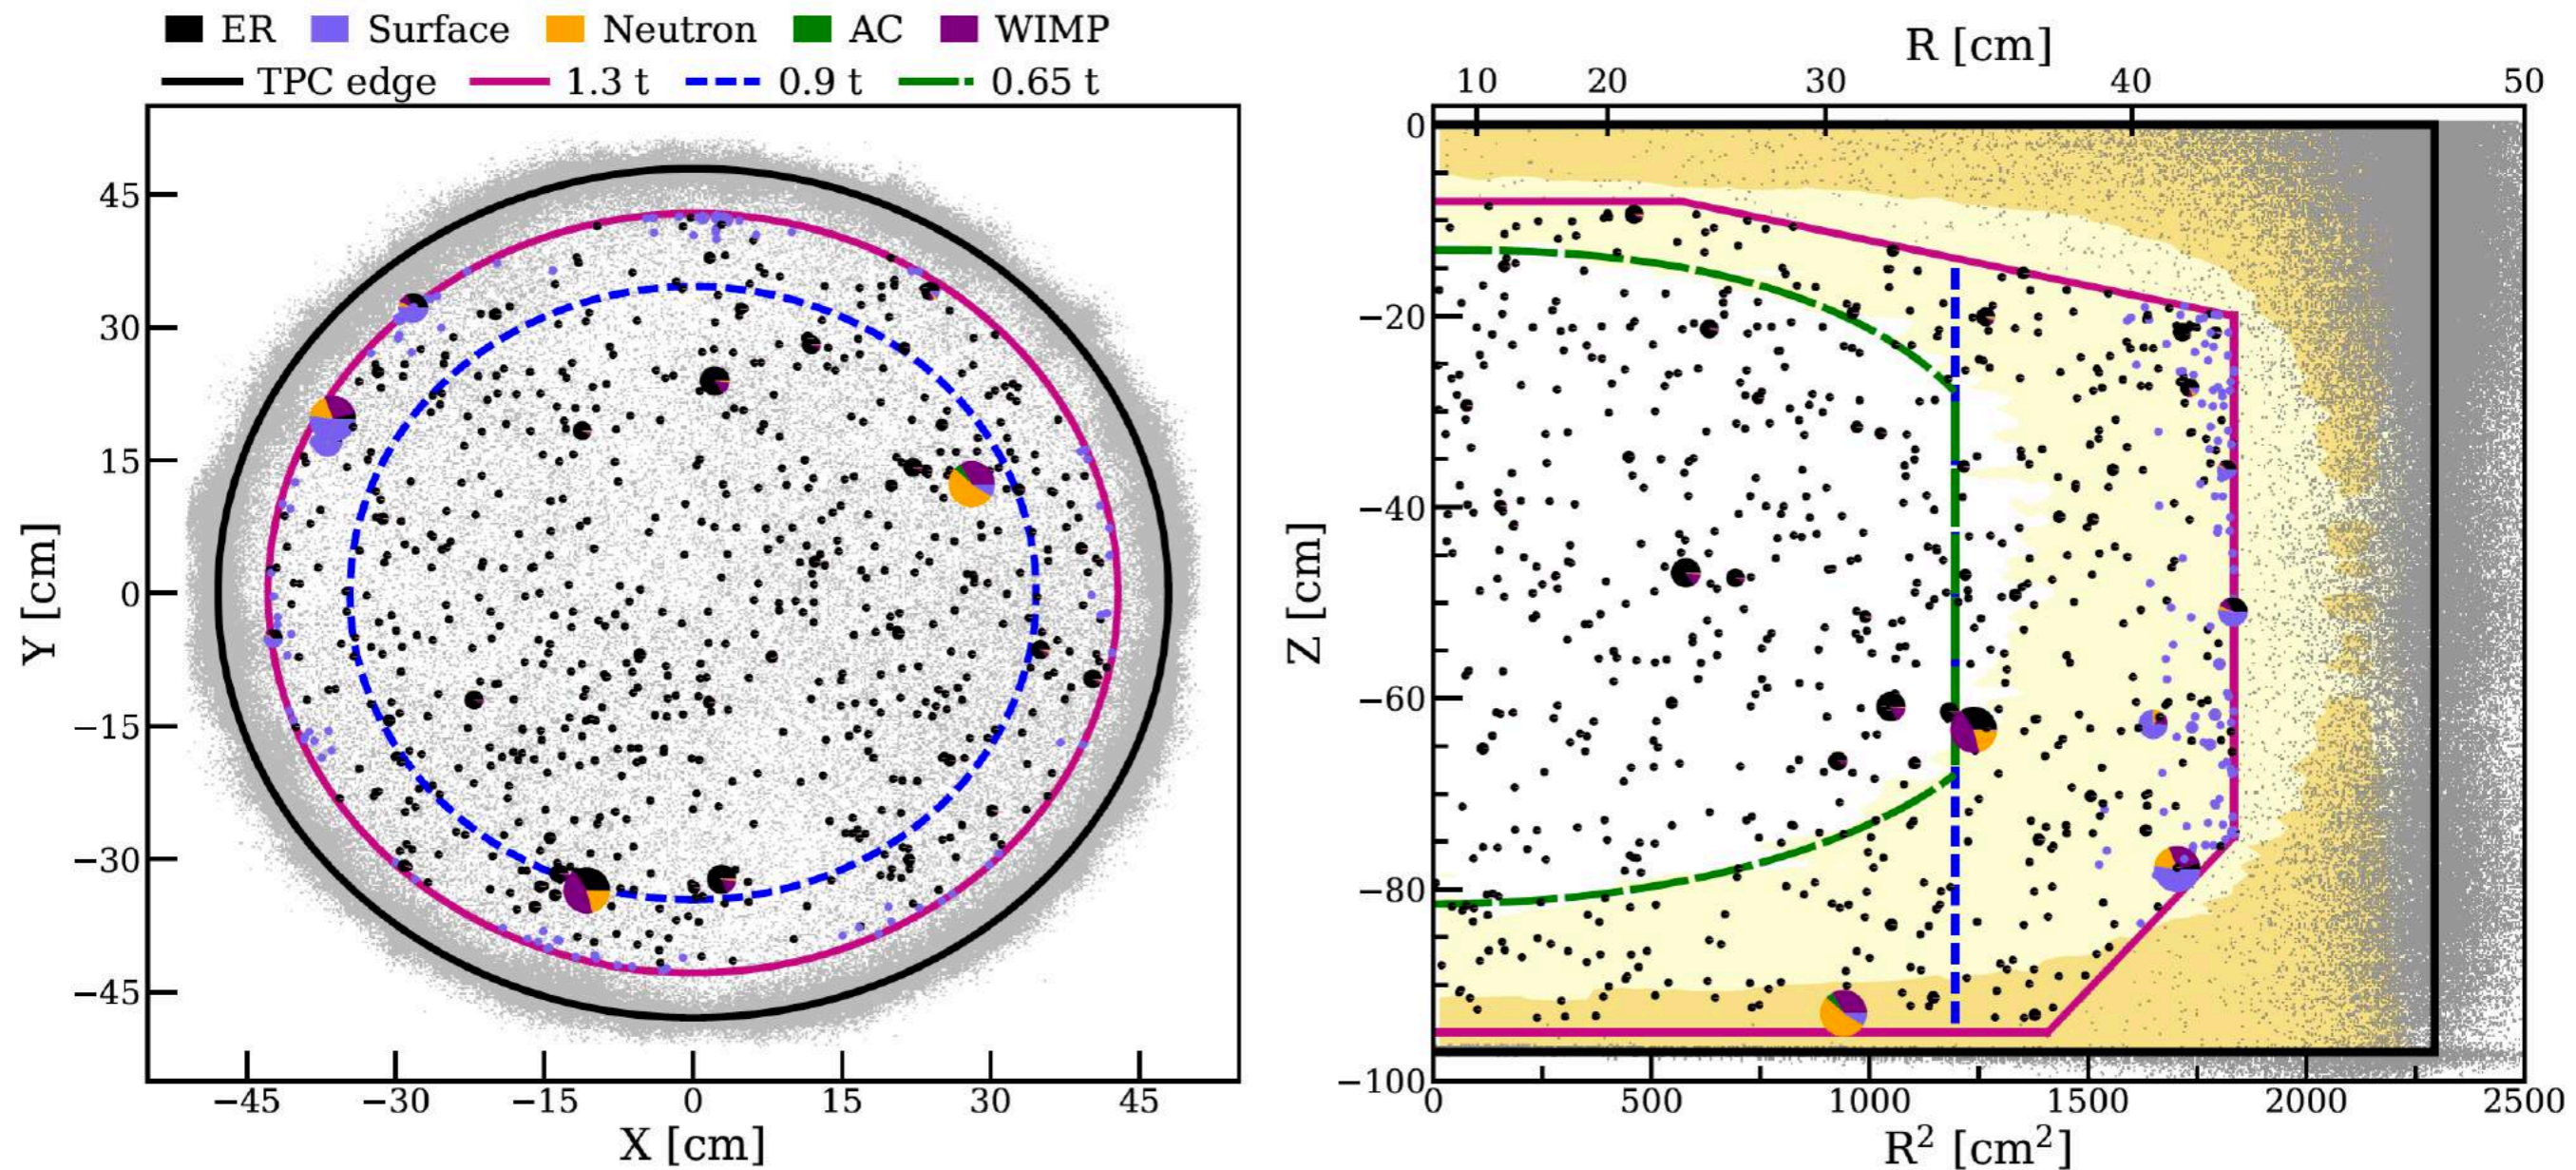 ER Surface Neutron AC WIMP
TPC edge 1.3 t 0.9 t 0.65 t
45
30
15
0
−15
−30
−45
Y [cm]
−45 −30 −15 0 15 30 45
X [cm]
R [cm]
10 20 30 40 50
0
−20
−40
−60
−80
−100
Z [cm]
0 500 1000 1500 2000 2500
R² [cm²]